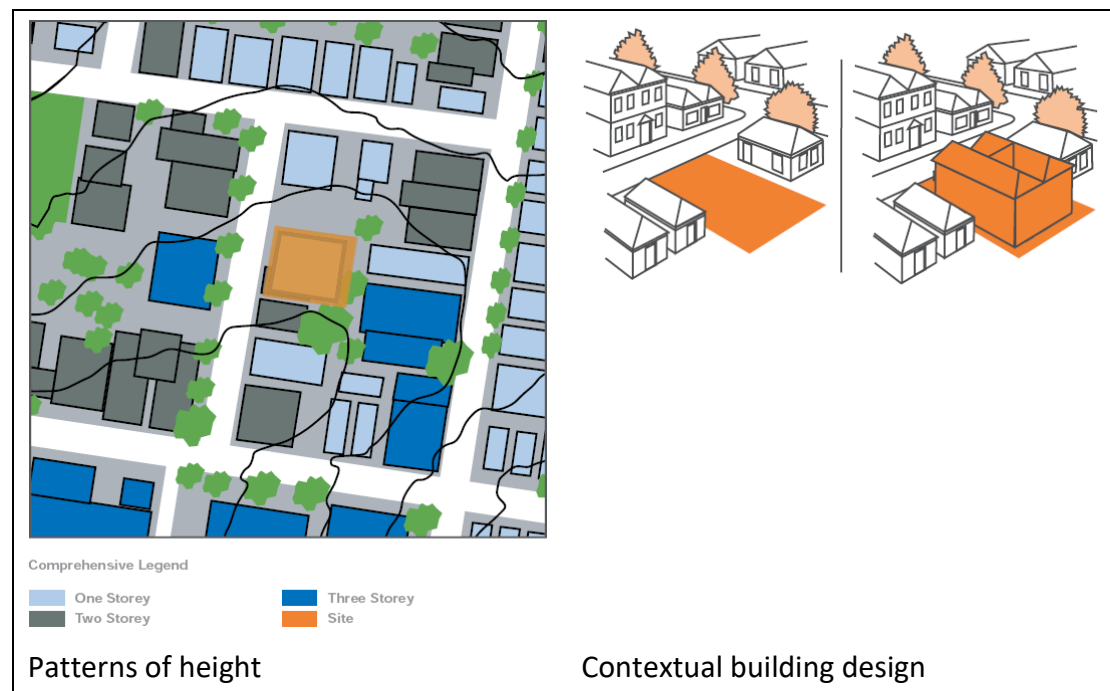 Comprehensive Legend
One Storey
Three Storey
Two Storey
Site
Patterns of height
Contextual building design